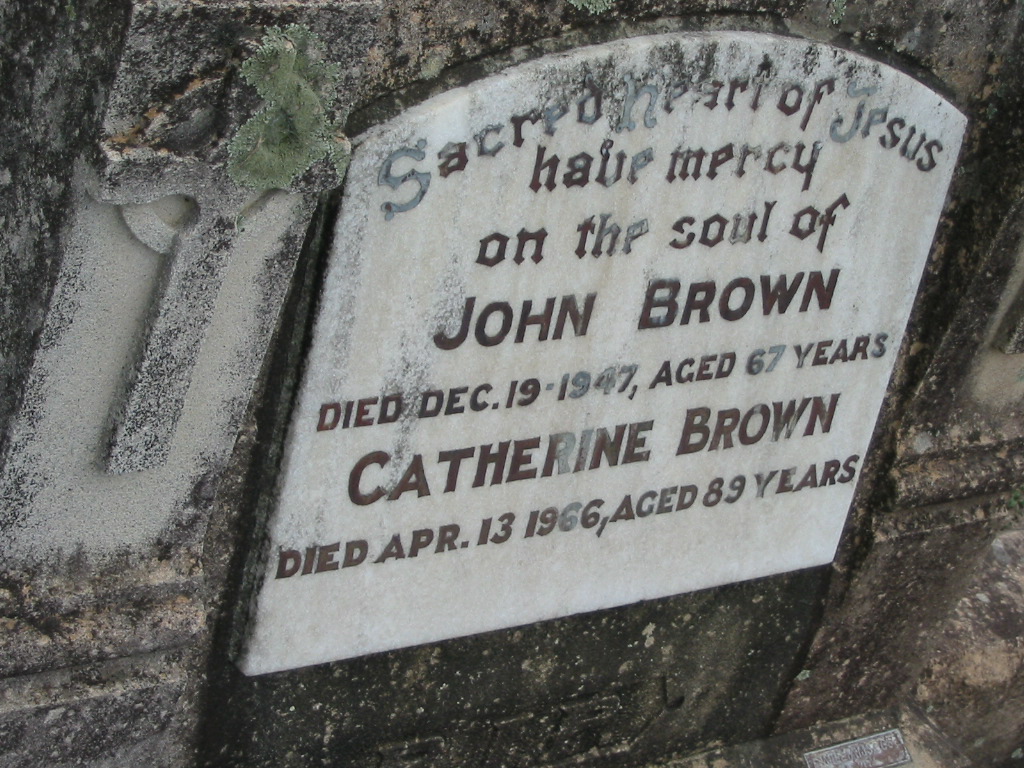 Sacred Heart of Jesus
have mercy
on the soul of
JOHN BROWN
DIED DEC. 19-1947, AGED 67 YEARS
CATHERINE BROWN
DIED APR. 13 1966, AGED 89 YEARS